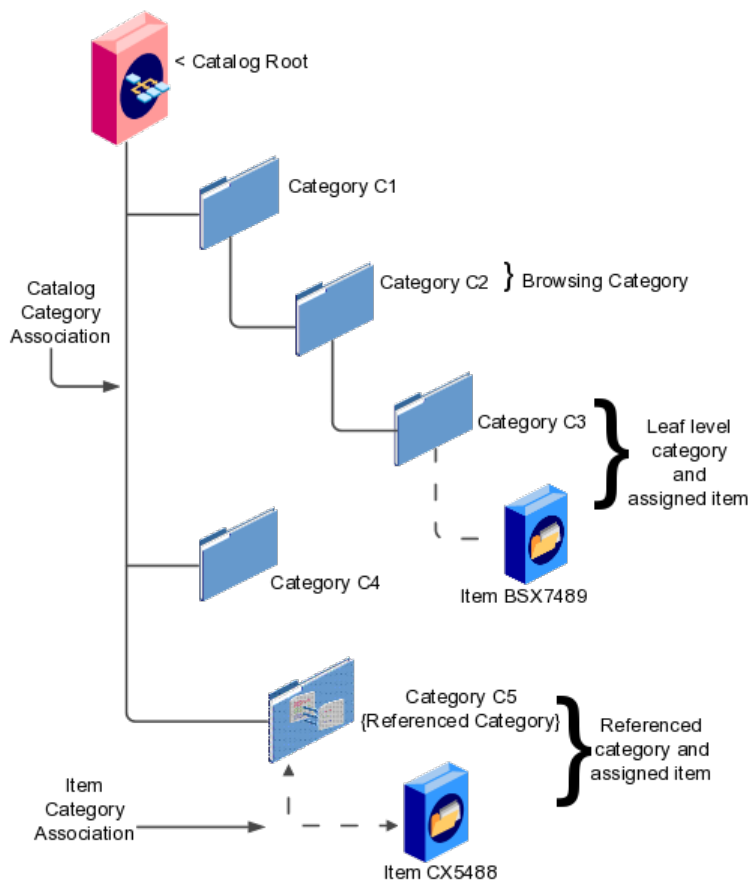 < Catalog Root
Category C1
Category C2
} Browsing Category
Catalog
Category
Association
Category C3
Leaf level
category
and
assigned item
Category C4
Item BSX7489
Category C5
{Referenced Category}
Referenced
category and
assigned item
Item
Category
Association
Item CX5488